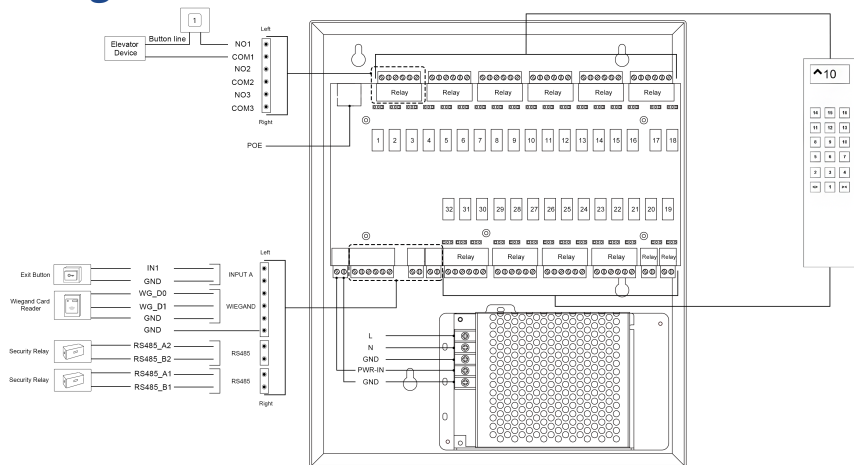 1
Elevator
Device
Button line
Left
NO1
COM1
NO2
COM2
NO3
COM3
Right
POE
Relay Relay Relay Relay Relay Relay
1 2 3 4 5 6 7 8 9 10 11 12 13 14 15 16 17 18
32 31 30 29 28 27 26 25 24 23 22 21 20 19
Relay Relay Relay Relay Relay Relay
10
14 15 16
11 12 13
8 9 10
5 6 7
2 3 4
1
Left
Exit Button
IN1
GND
INPUT A
Wiegand Card
Reader
WG_D0
WG_D1
GND
GND
WIEGAND
Security Relay
RS485_A2
RS485_B2
RS485
Security Relay
RS485_A1
RS485_B1
RS485
Right
L
N
GND
PWR-IN
GND